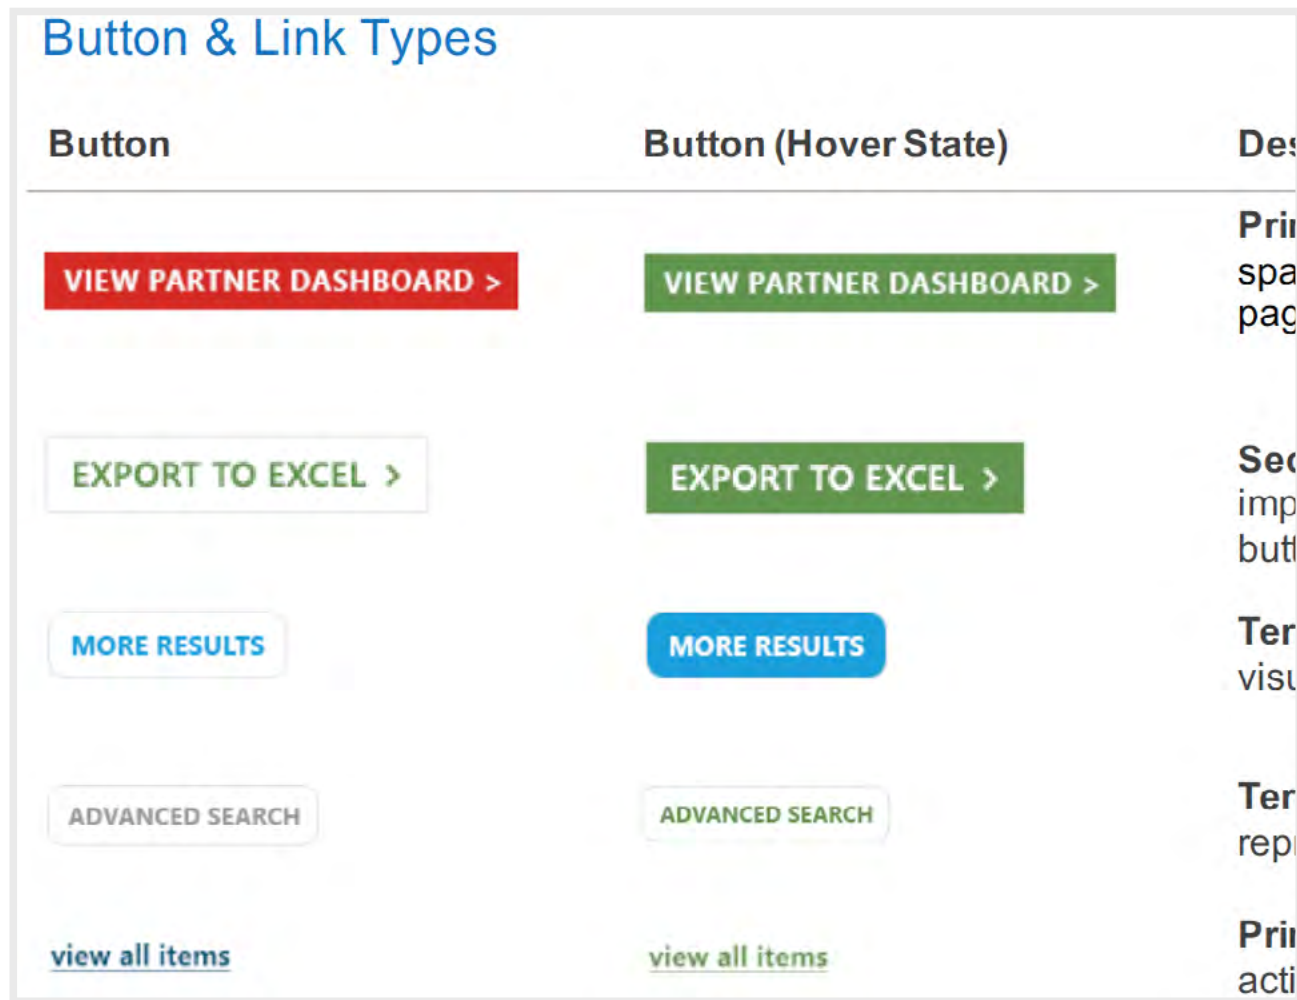 Button & Link Types
Button Button (Hover State)
VIEW PARTNER DASHBOARD > VIEW PARTNER DASHBOARD >
EXPORT TO EXCEL > EXPORT TO EXCEL >
MORE RESULTS MORE RESULTS
ADVANCED SEARCH ADVANCED SEARCH
view all items view all items